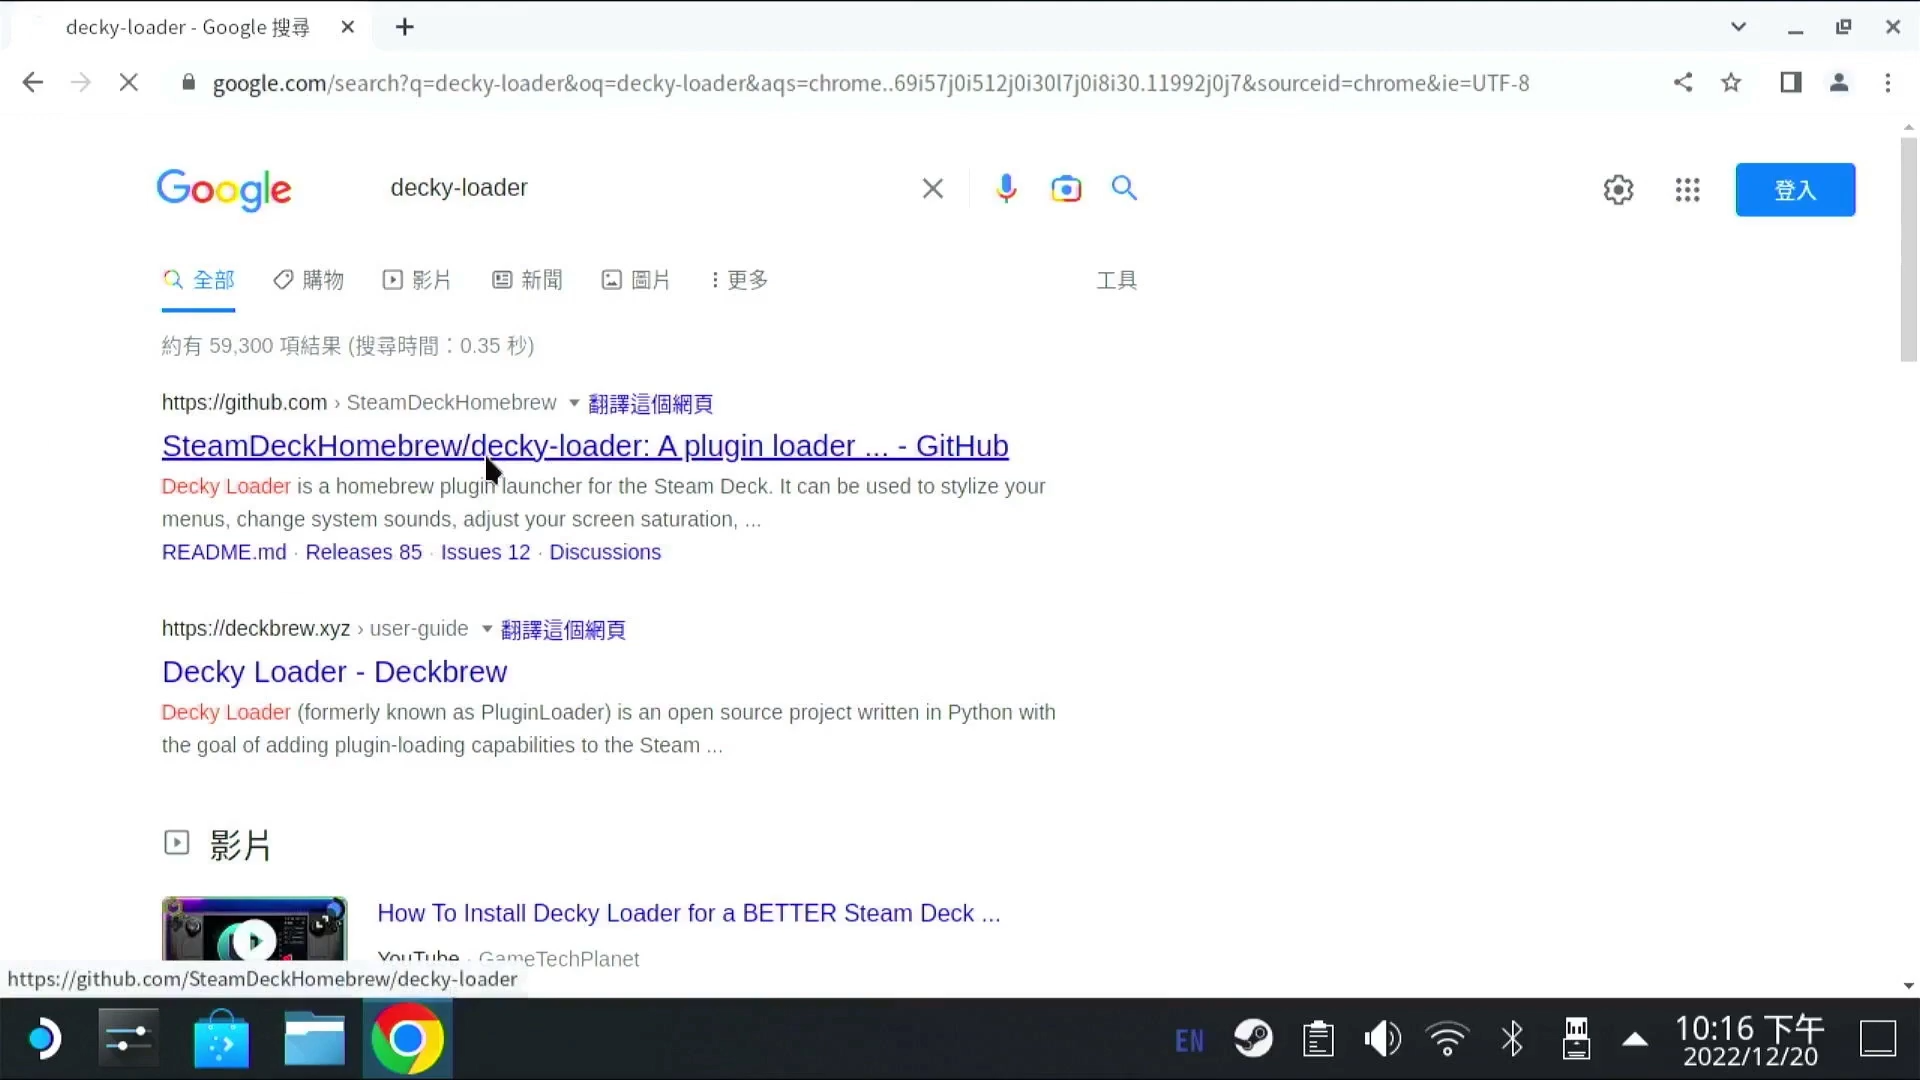 decky-loader - Google 搜尋
google.com/search?q=decky-loader&oq=decky-loader&aqs=chrome..69i57j0i512j0i30l7j0i8i30.11992j0j7&sourceid=chrome&ie=UTF-8
Google decky-loader 登入
全部 購物 影片 新聞 圖片 更多 工具
約有 59,300 項結果 (搜尋時間：0.35 秒)
https://github.com › SteamDeckHomebrew 翻譯這個網頁
SteamDeckHomebrew/decky-loader: A plugin loader ... - GitHub
Decky Loader is a homebrew plugin launcher for the Steam Deck. It can be used to stylize your
menus, change system sounds, adjust your screen saturation, ...
README.md · Releases 85 · Issues 12 · Discussions
https://deckbrew.xyz › user-guide 翻譯這個網頁
Decky Loader - Deckbrew
Decky Loader (formerly known as PluginLoader) is an open source project written in Python with
the goal of adding plugin-loading capabilities to the Steam ...
影片
How To Install Decky Loader for a BETTER Steam Deck ...
YouTube · GameTechPlanet
https://github.com/SteamDeckHomebrew/decky-loader
EN 10:16 下午
2022/12/20